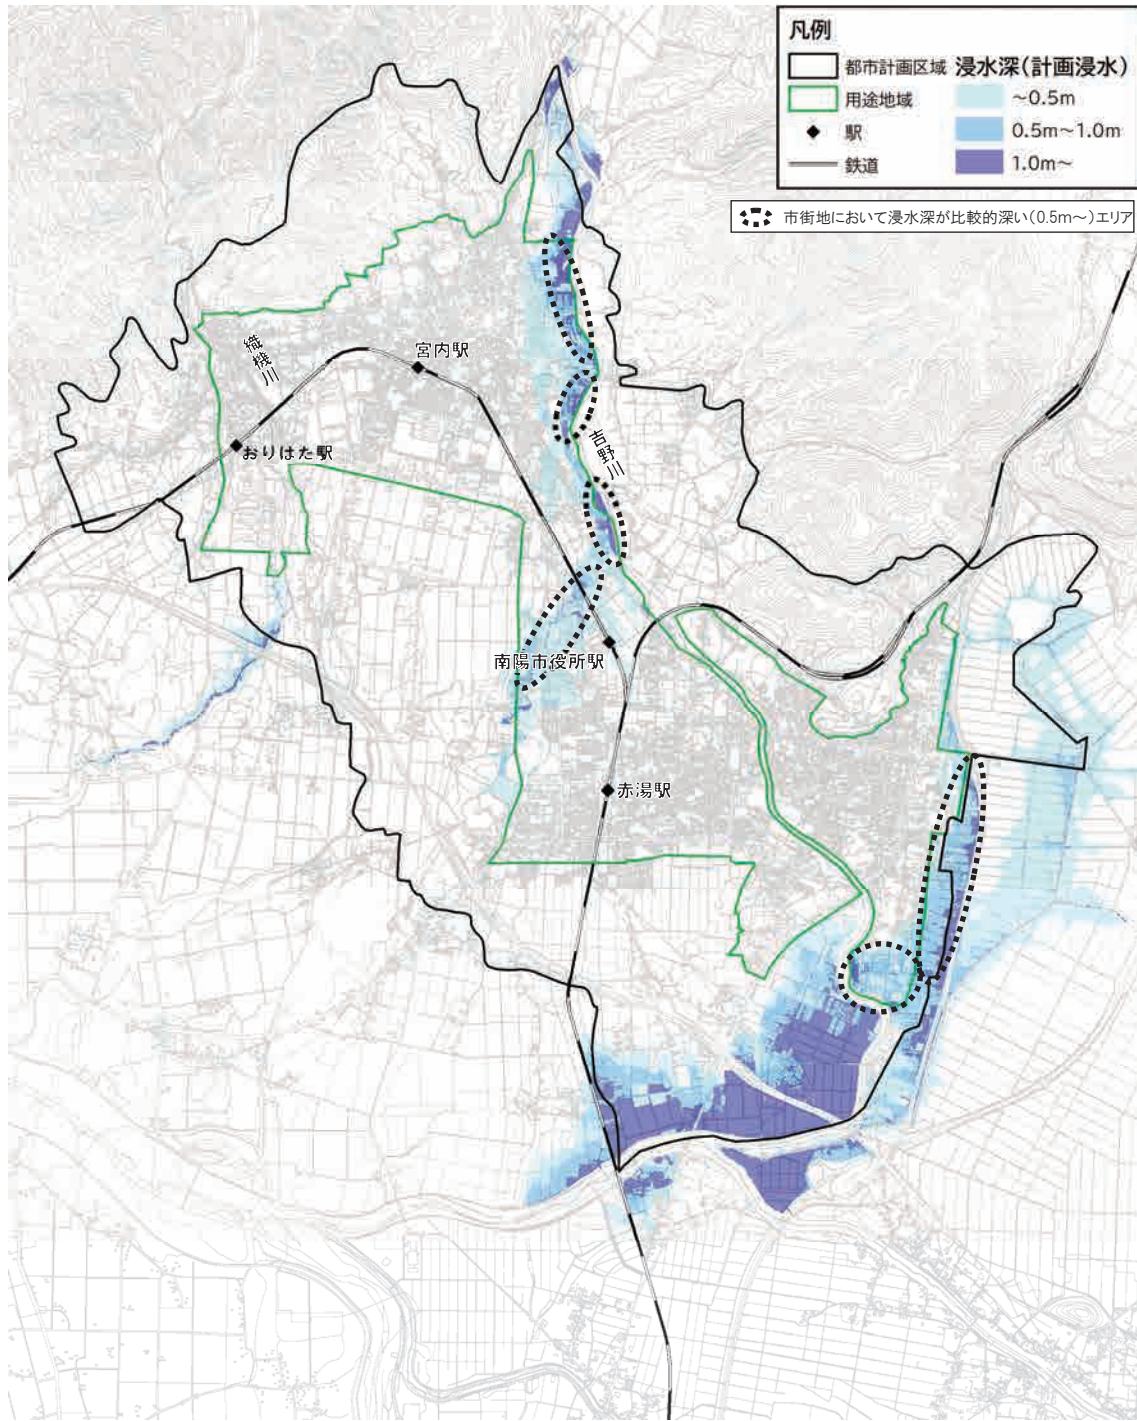 凡例
都市計画区域 浸水深(計画浸水)
用途地域 ～0.5m
駅 0.5m～1.0m
鉄道 1.0m～
市街地において浸水深が比較的深い(0.5m～)エリア
織機川
宮内駅
おりはた駅
吉野川
南陽市役所駅
赤湯駅